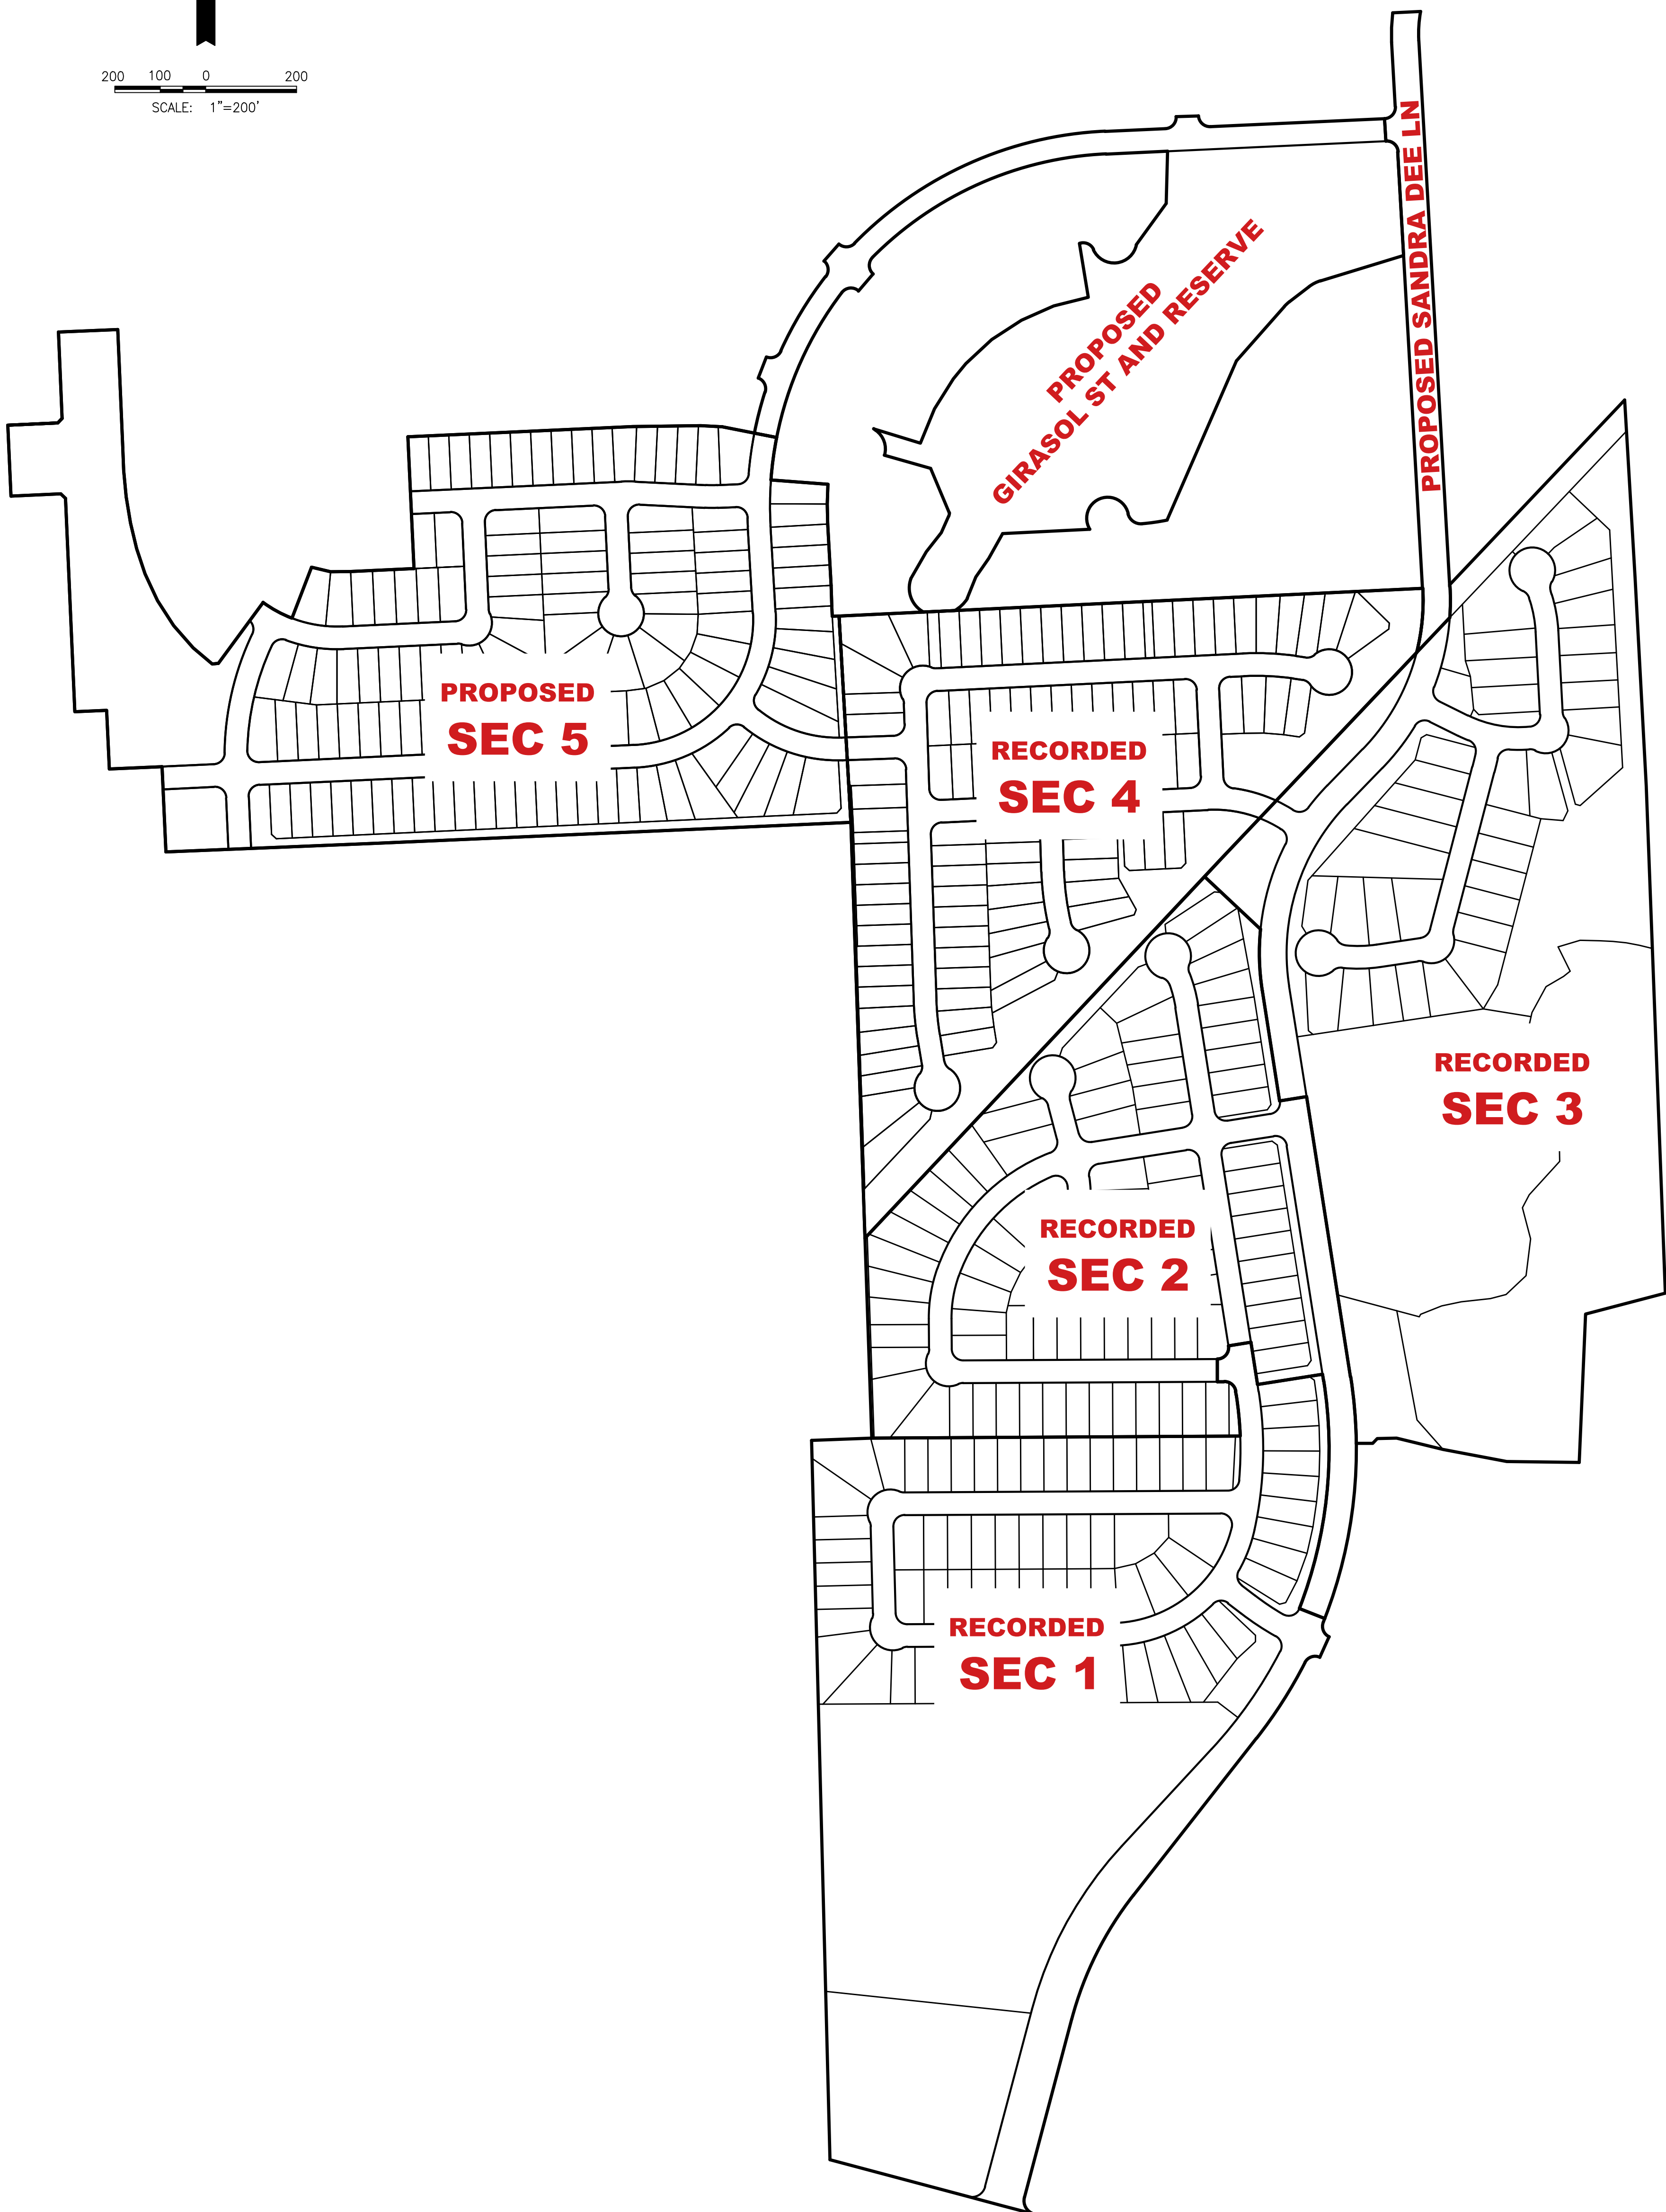 200 100 0 200
SCALE: 1"=200'
PROPOSED SANDRA DEE LN
PROPOSED
GIRASOL ST AND RESERVE
PROPOSED
SEC 5
RECORDED
SEC 4
RECORDED
SEC 3
RECORDED
SEC 2
RECORDED
SEC 1